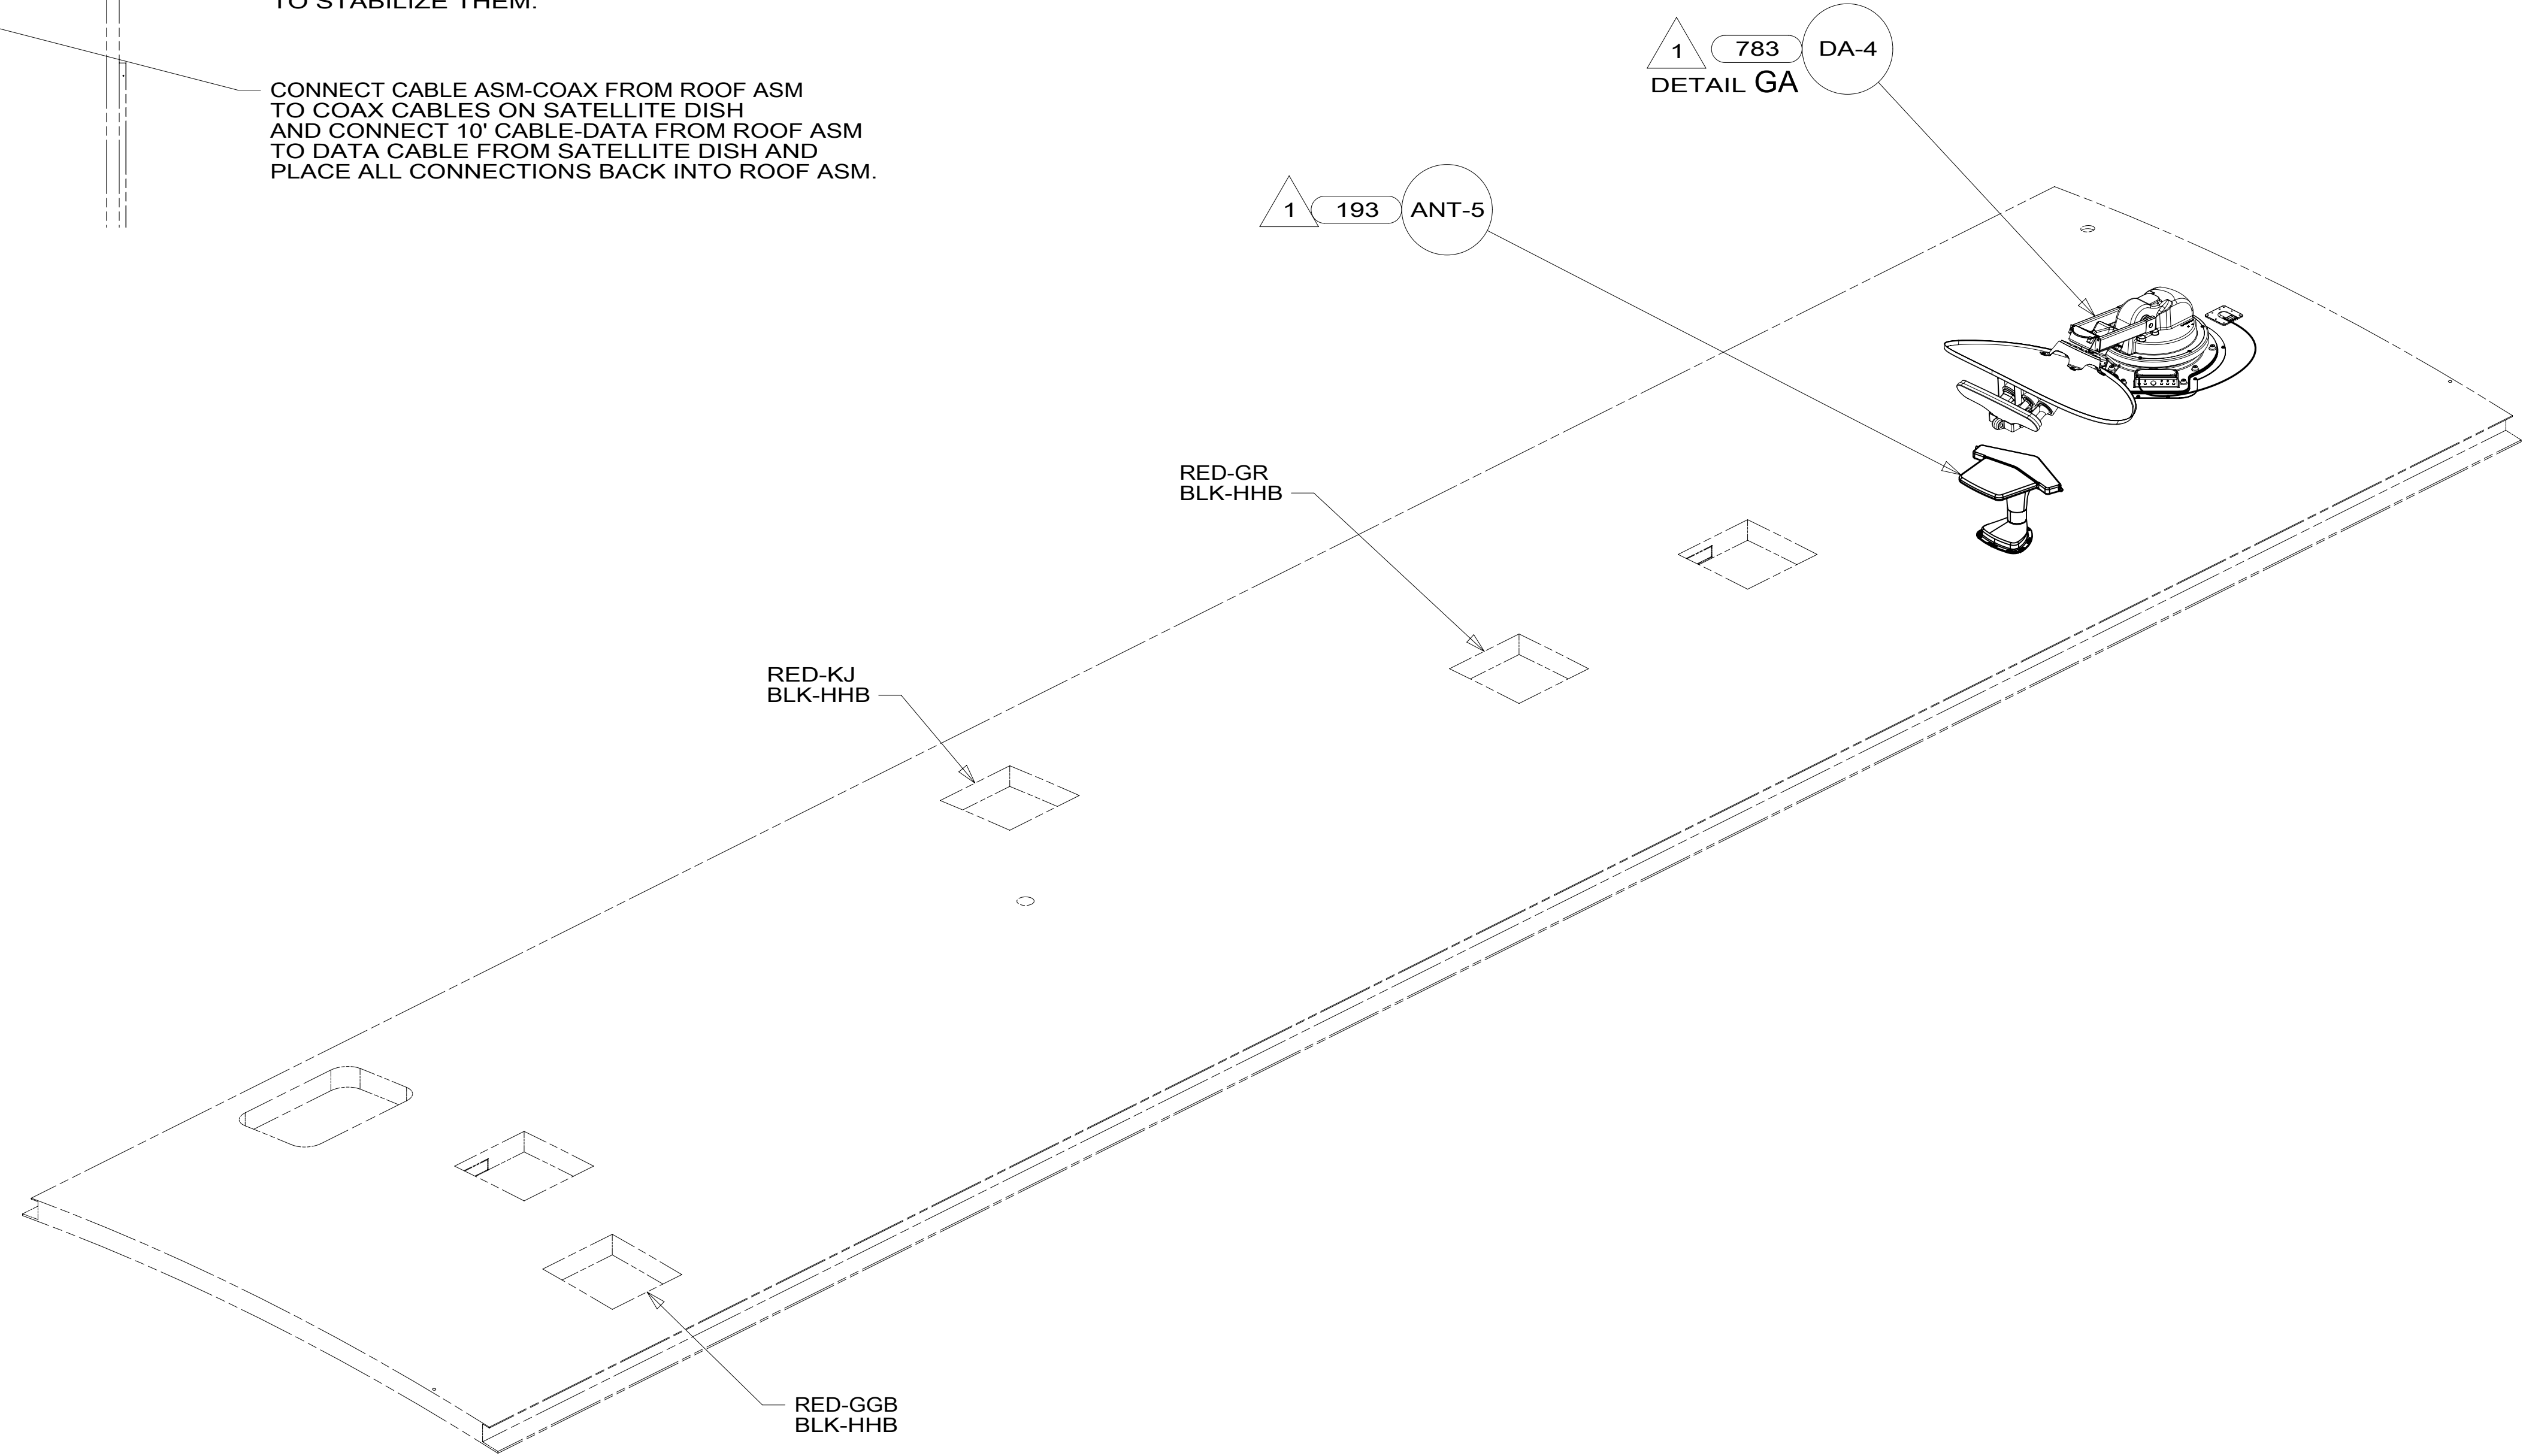 TO STABILIZE THEM.
CONNECT CABLE ASM-COAX FROM ROOF ASM
TO COAX CABLES ON SATELLITE DISH
AND CONNECT 10' CABLE-DATA FROM ROOF ASM
TO DATA CABLE FROM SATELLITE DISH AND
PLACE ALL CONNECTIONS BACK INTO ROOF ASM.
1 783 DA-4
DETAIL GA
1 193 ANT-5
RED-GR
BLK-HHB
RED-KJ
BLK-HHB
RED-GGB
BLK-HHB